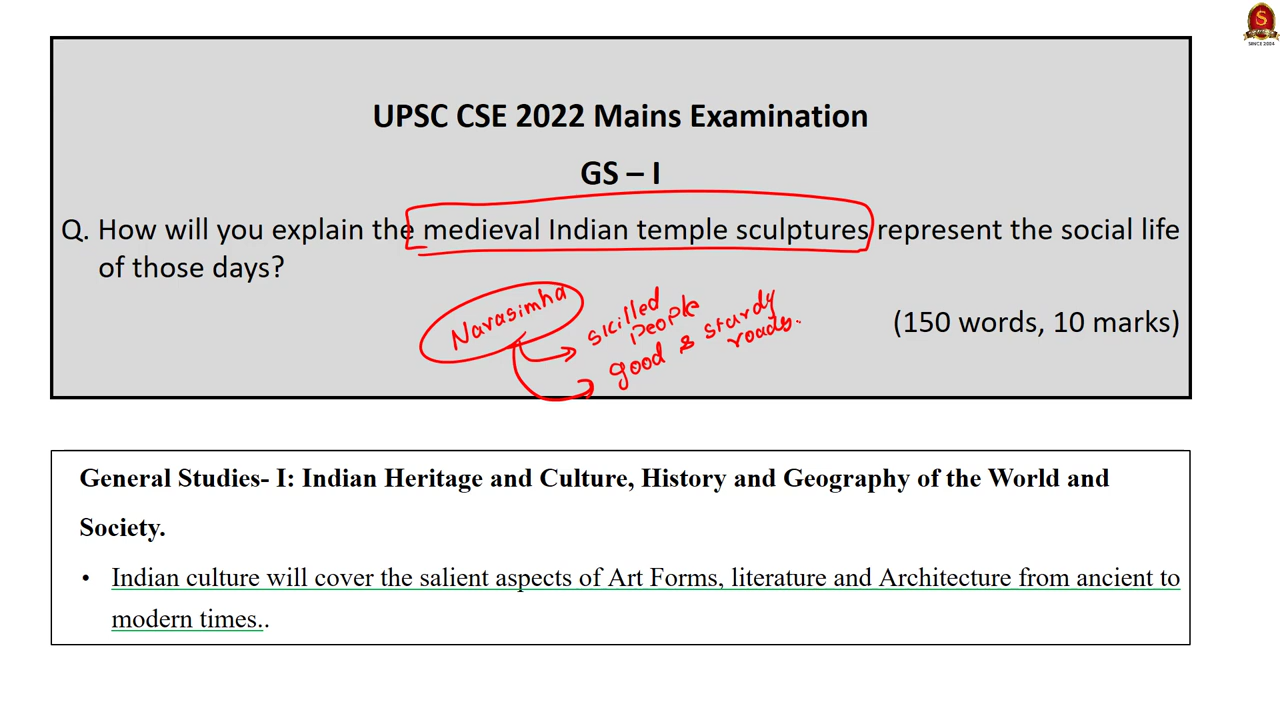 S
SINCE 2004
UPSC CSE 2022 Mains Examination
GS – I
Q. How will you explain the medieval Indian temple sculptures represent the social life
of those days?
(150 words, 10 marks)
Narasimha
skilled
people
good & sturdy
roads..
General Studies- I: Indian Heritage and Culture, History and Geography of the World and
Society.
• Indian culture will cover the salient aspects of Art Forms, literature and Architecture from ancient to
modern times..